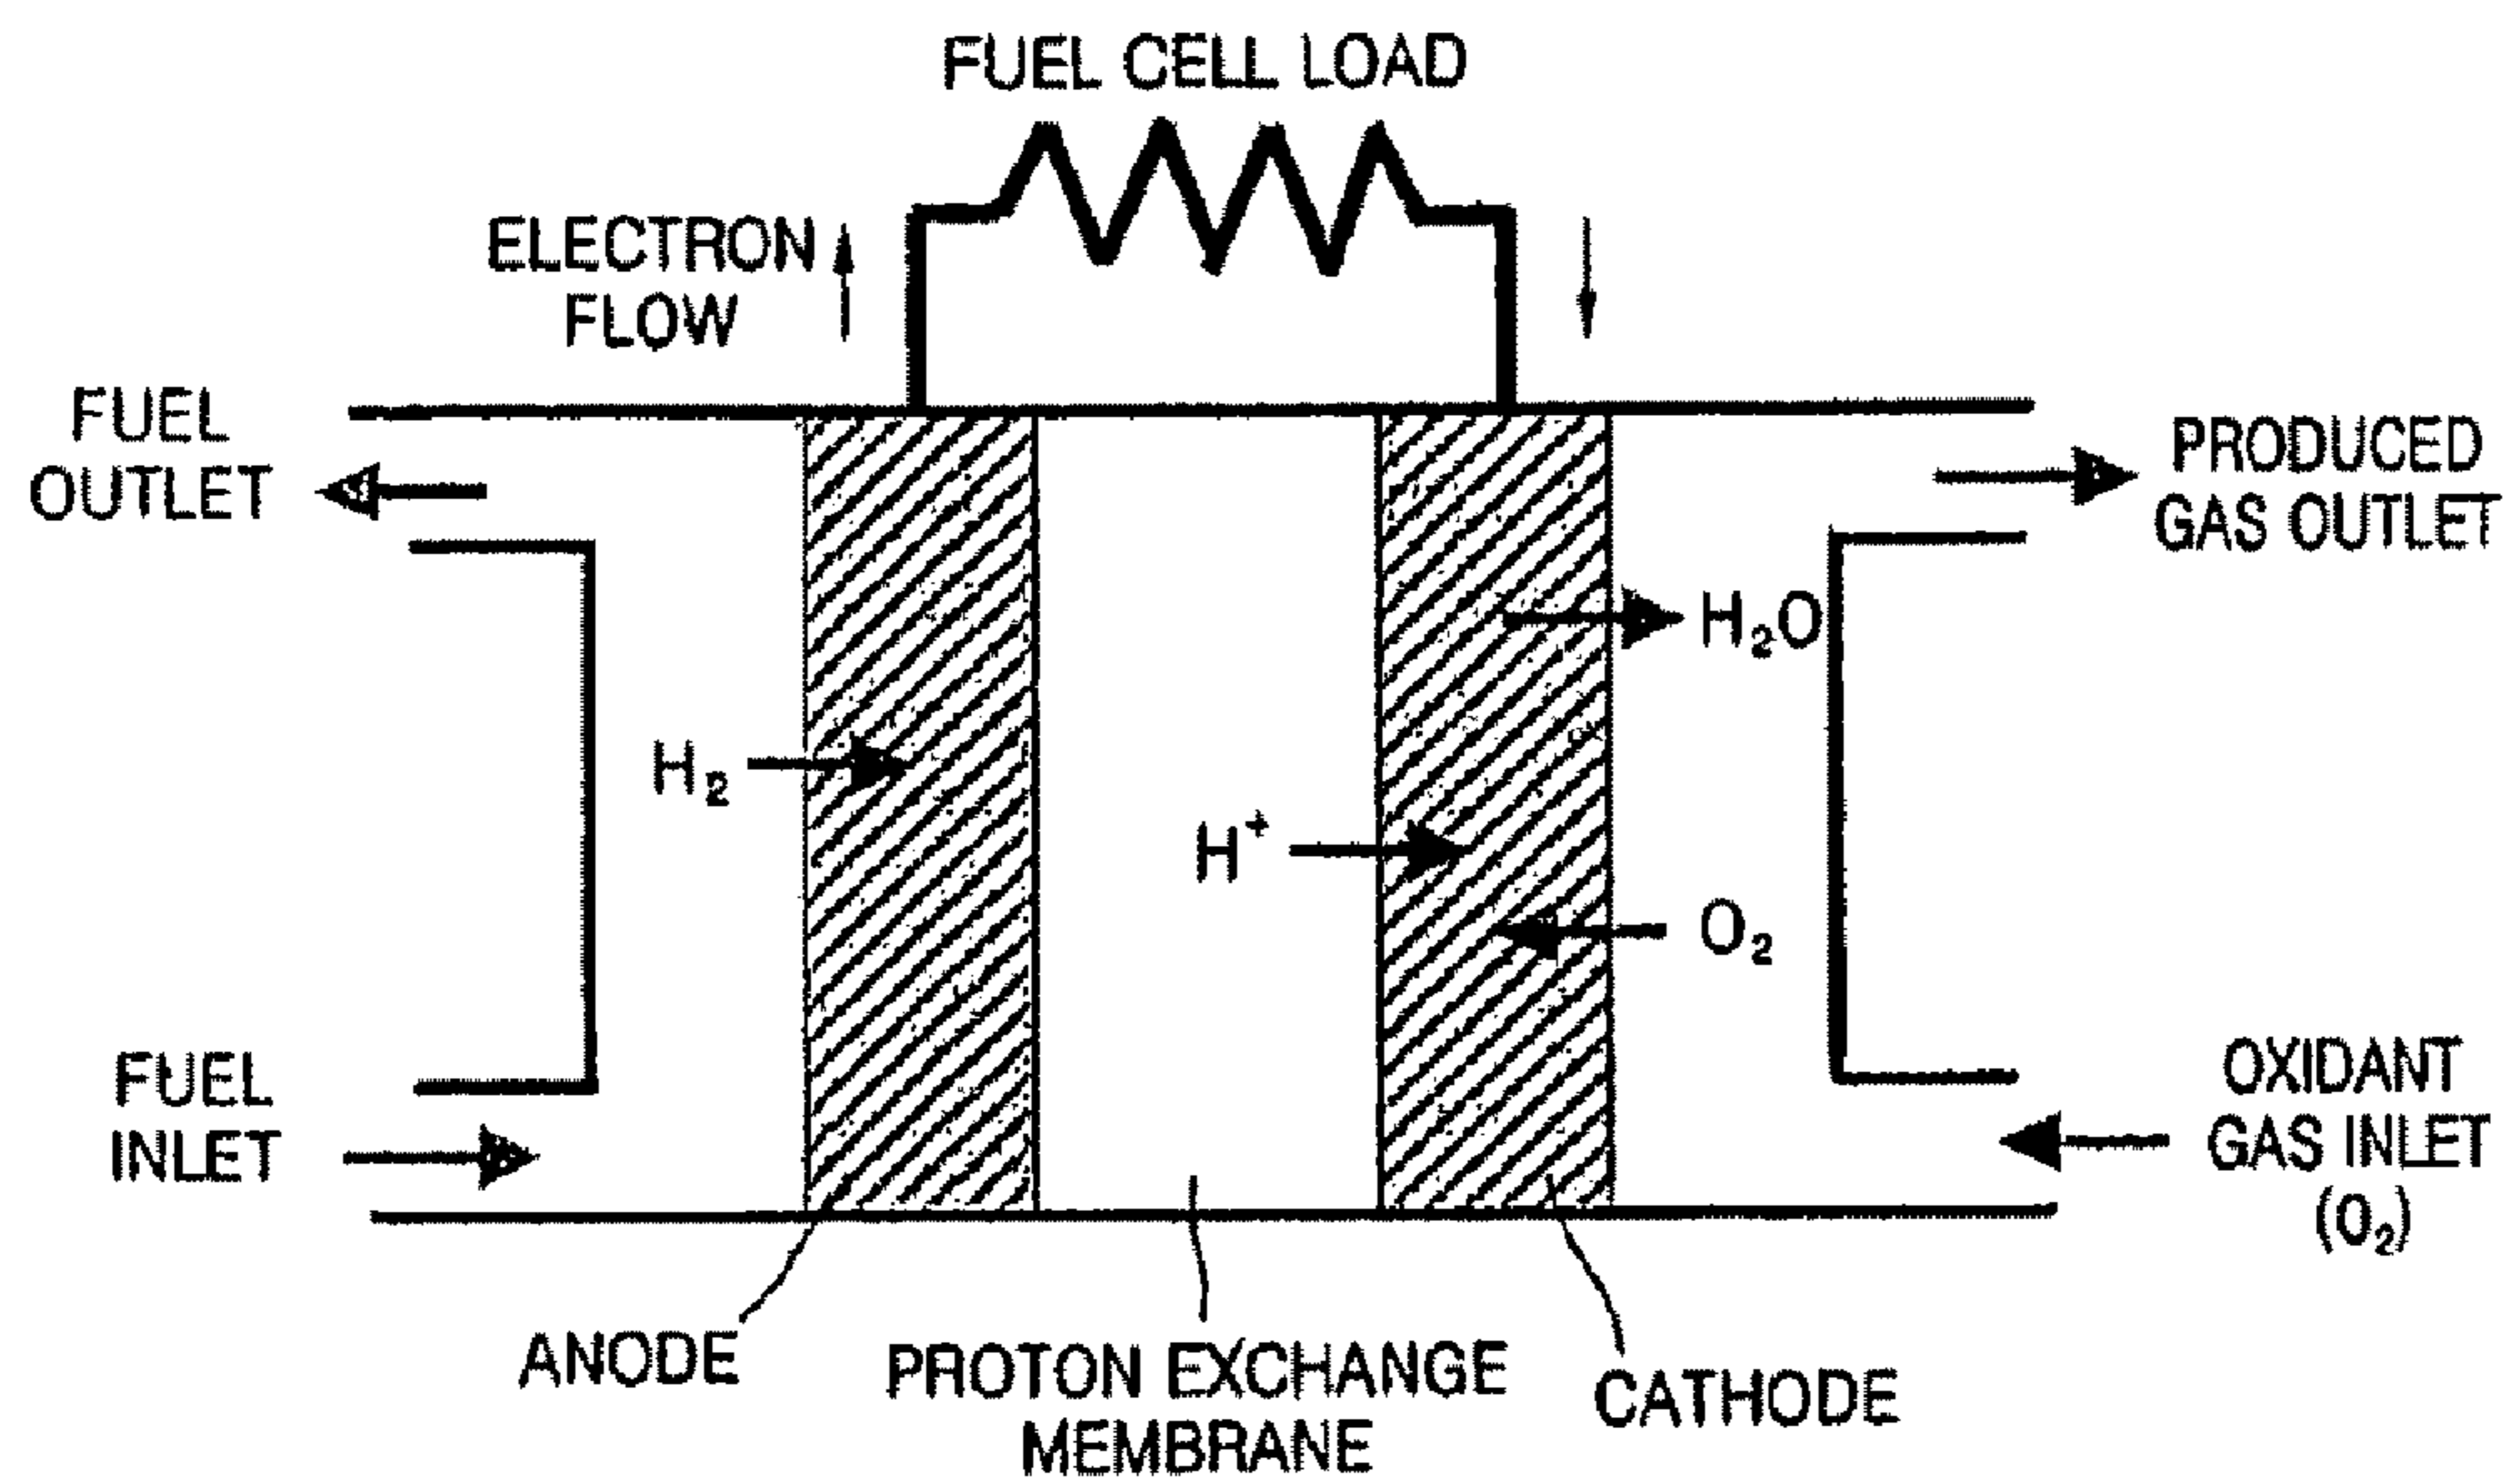 FUEL CELL LOAD
ELECTRON
FLOW
FUEL
OUTLET
PRODUCED
GAS OUTLET
H₂O
H₂
H⁺
O₂
FUEL
INLET
OXIDANT
GAS INLET
(O₂)
ANODE
PROTON EXCHANGE
MEMBRANE
CATHODE